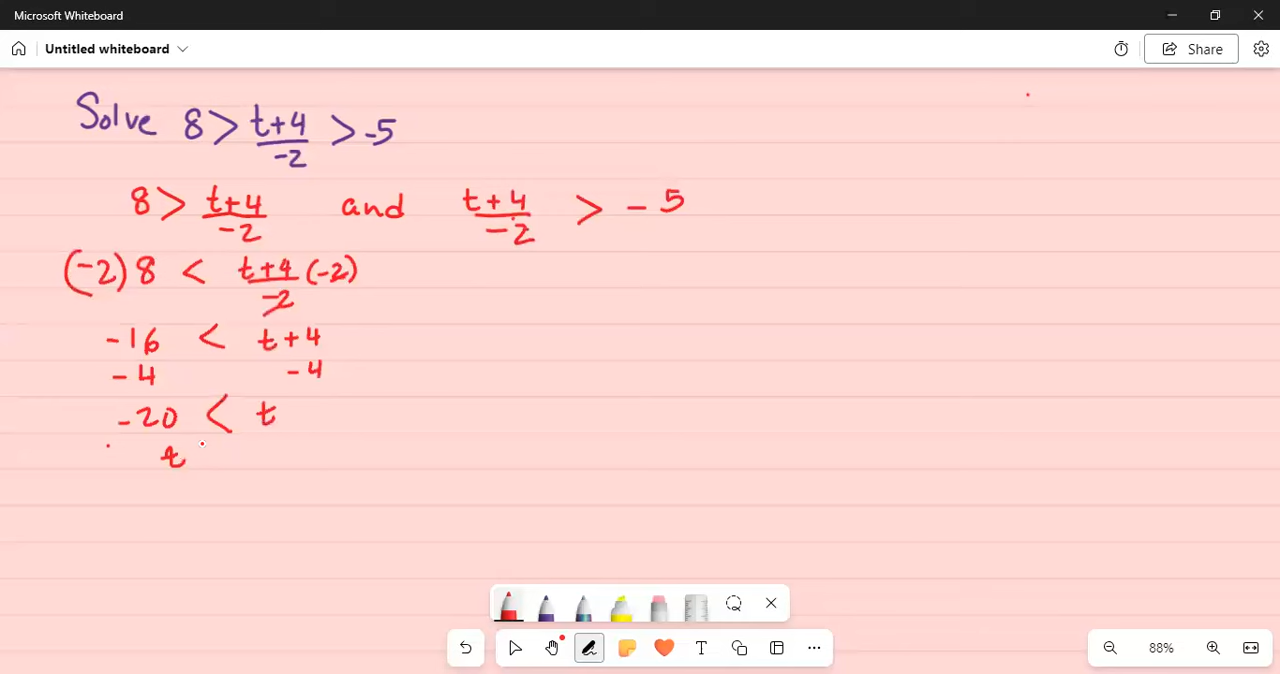 Microsoft Whiteboard
Untitled whiteboard
Share
Solve 8 > (t+4)/-2 > -5
8 > (t+4)/-2 and (t+4)/-2 > -5
(-2) 8 < (t+4)/-2 (-2)
-16 < t+4
-4 -4
-20 < t
t
88%